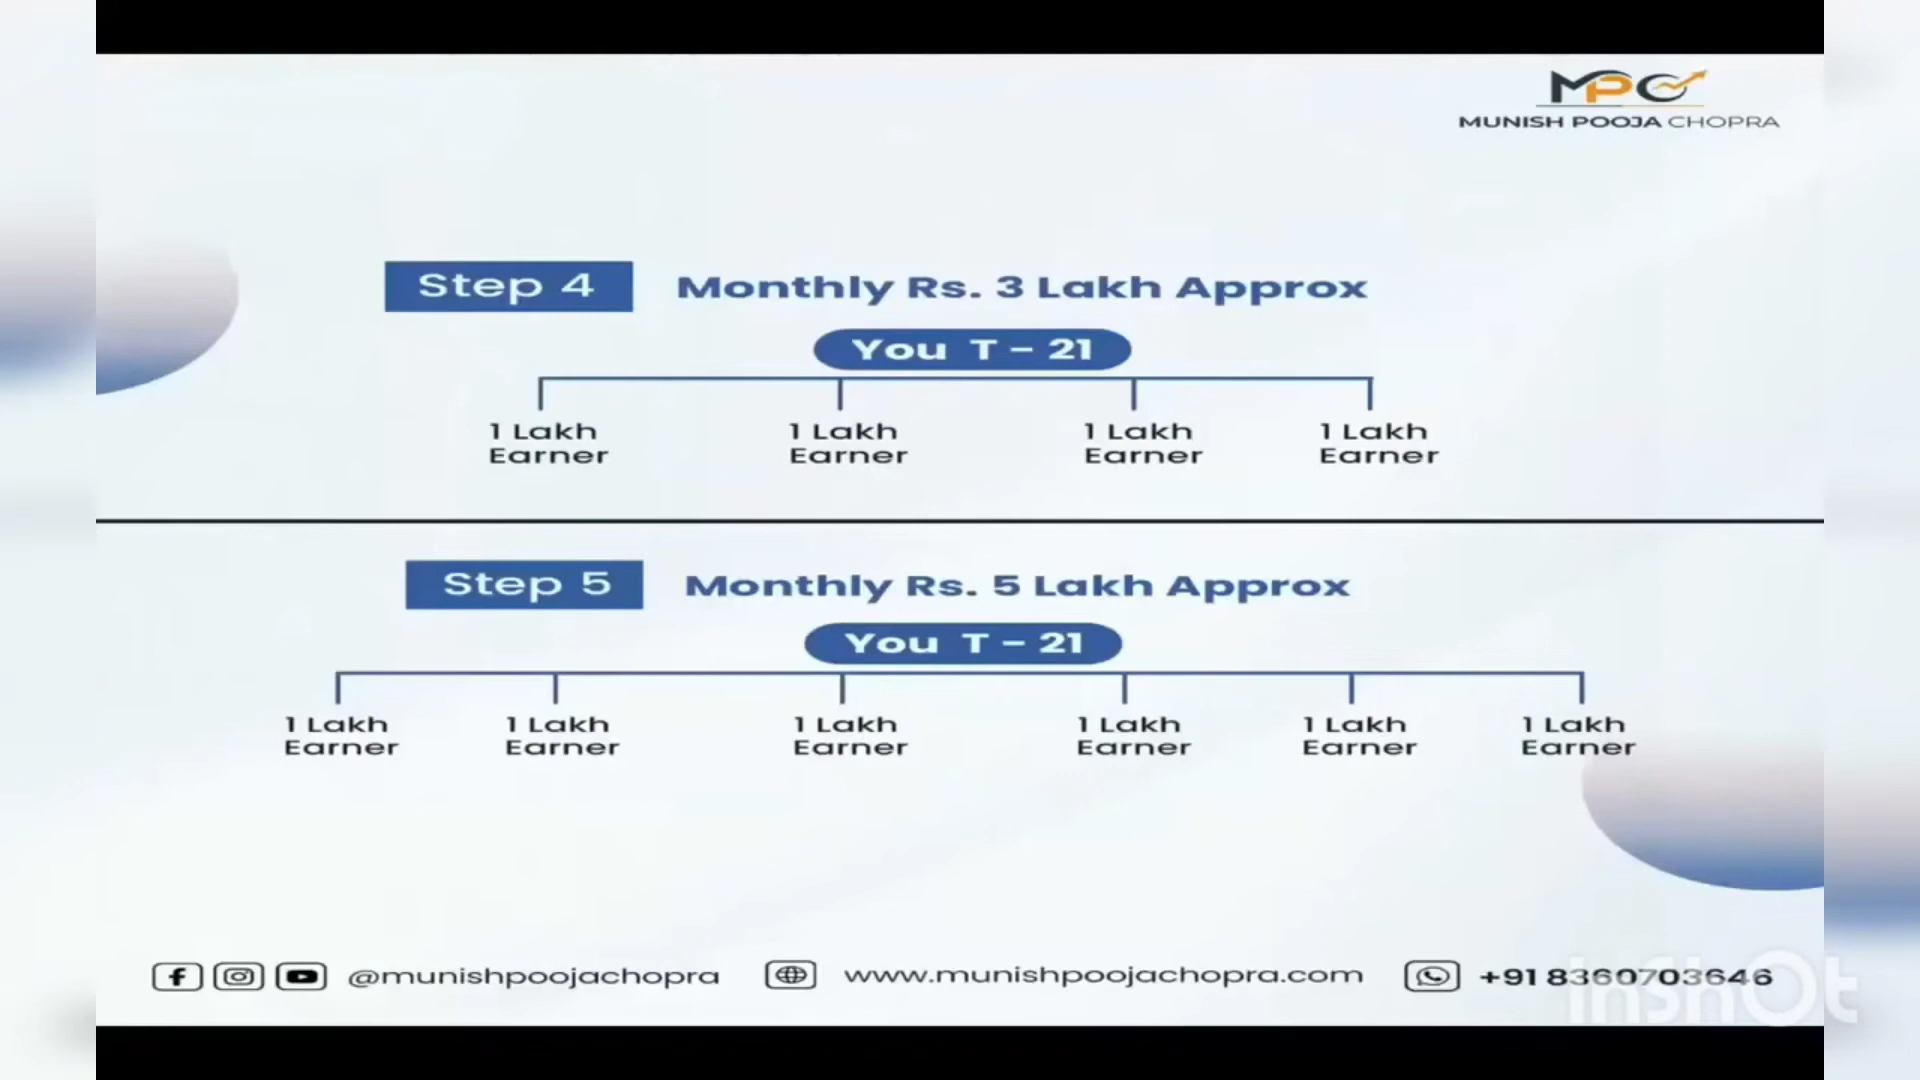 MPC
MUNISH POOJA CHOPRA
Step 4
Monthly Rs. 3 Lakh Approx
You T - 21
1 Lakh Earner
1 Lakh Earner
1 Lakh Earner
1 Lakh Earner
Step 5
Monthly Rs. 5 Lakh Approx
You T - 21
1 Lakh Earner
1 Lakh Earner
1 Lakh Earner
1 Lakh Earner
1 Lakh Earner
1 Lakh Earner
@munishpoojachopra
www.munishpoojachopra.com
+91 8360703646
InShOt